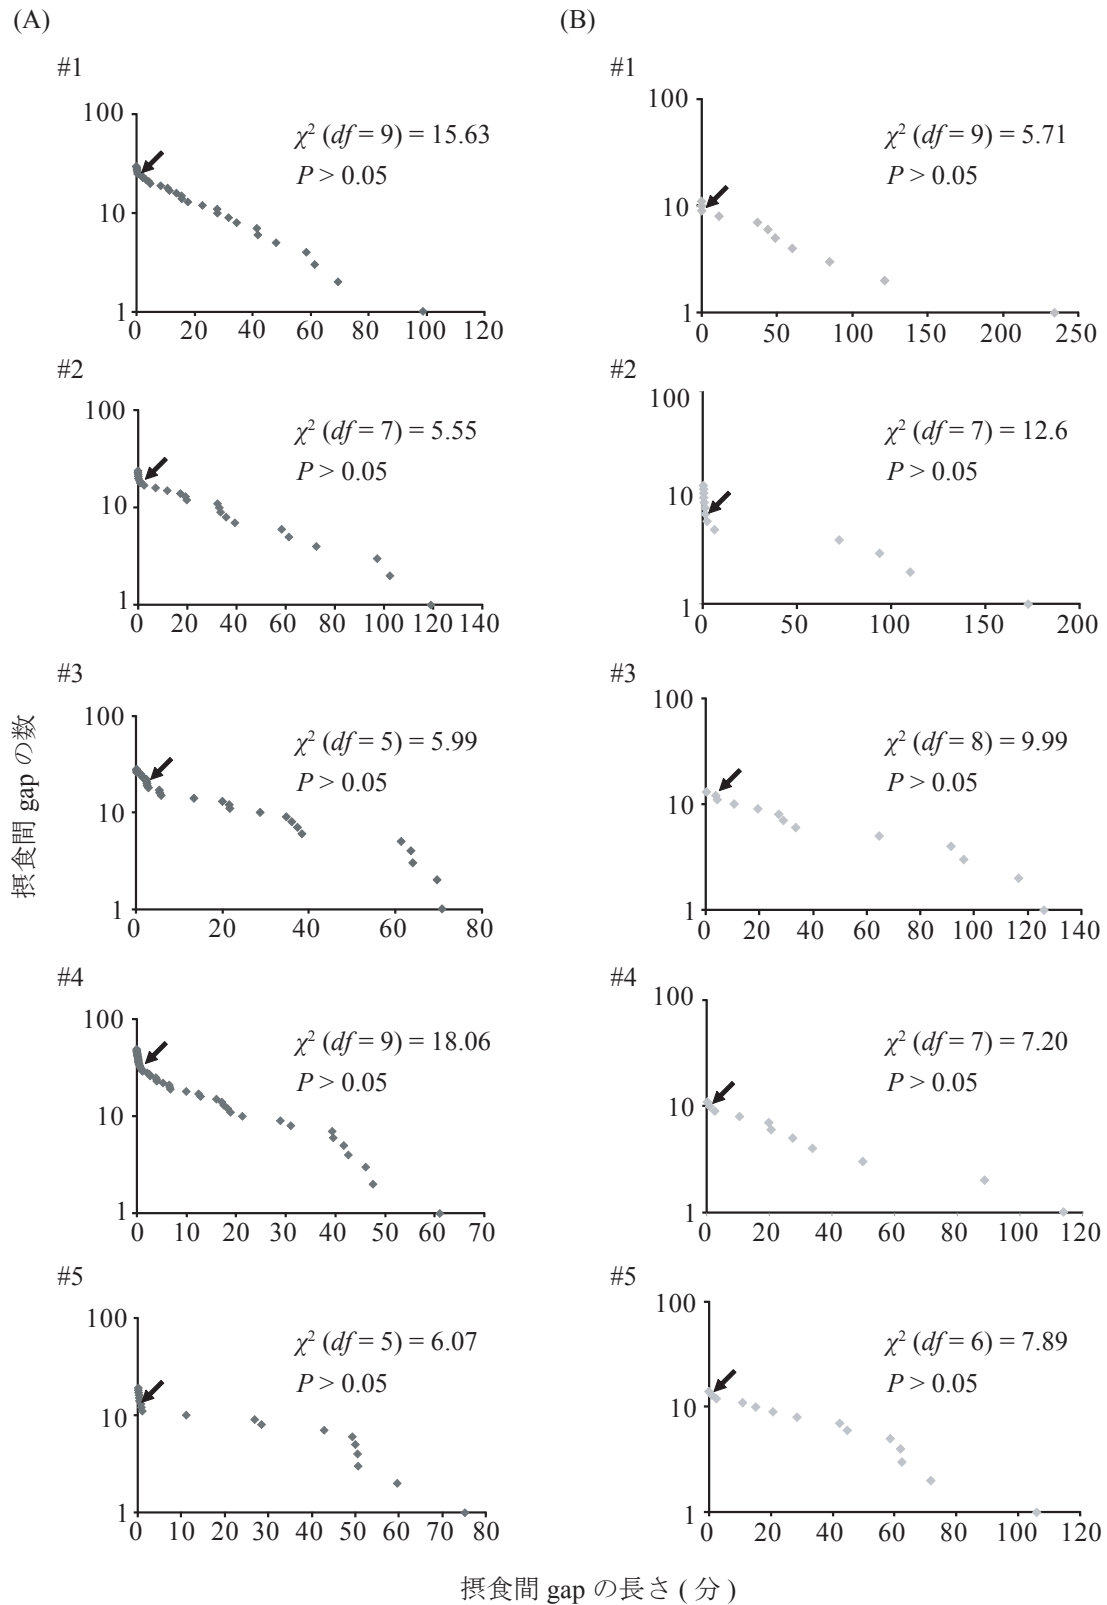 (A)
(B)
#1
100
10
1
0 20 40 60 80 100 120
χ² (df = 9) = 15.63
P > 0.05
#1
100
10
1
0 50 100 150 200 250
χ² (df = 9) = 5.71
P > 0.05
#2
100
10
1
0 20 40 60 80 100 120 140
χ² (df = 7) = 5.55
P > 0.05
#2
100
10
1
0 50 100 150 200
χ² (df = 7) = 12.6
P > 0.05
#3
100
10
1
0 20 40 60 80
χ² (df = 5) = 5.99
P > 0.05
#3
100
10
1
0 20 40 60 80 100 120 140
χ² (df = 8) = 9.99
P > 0.05
#4
100
10
1
0 10 20 30 40 50 60 70
χ² (df = 9) = 18.06
P > 0.05
#4
100
10
1
0 20 40 60 80 100 120
χ² (df = 7) = 7.20
P > 0.05
#5
100
10
1
0 10 20 30 40 50 60 70 80
χ² (df = 5) = 6.07
P > 0.05
#5
100
10
1
0 20 40 60 80 100 120
χ² (df = 6) = 7.89
P > 0.05
摂食間 gap の数
摂食間 gap の長さ ( 分 )